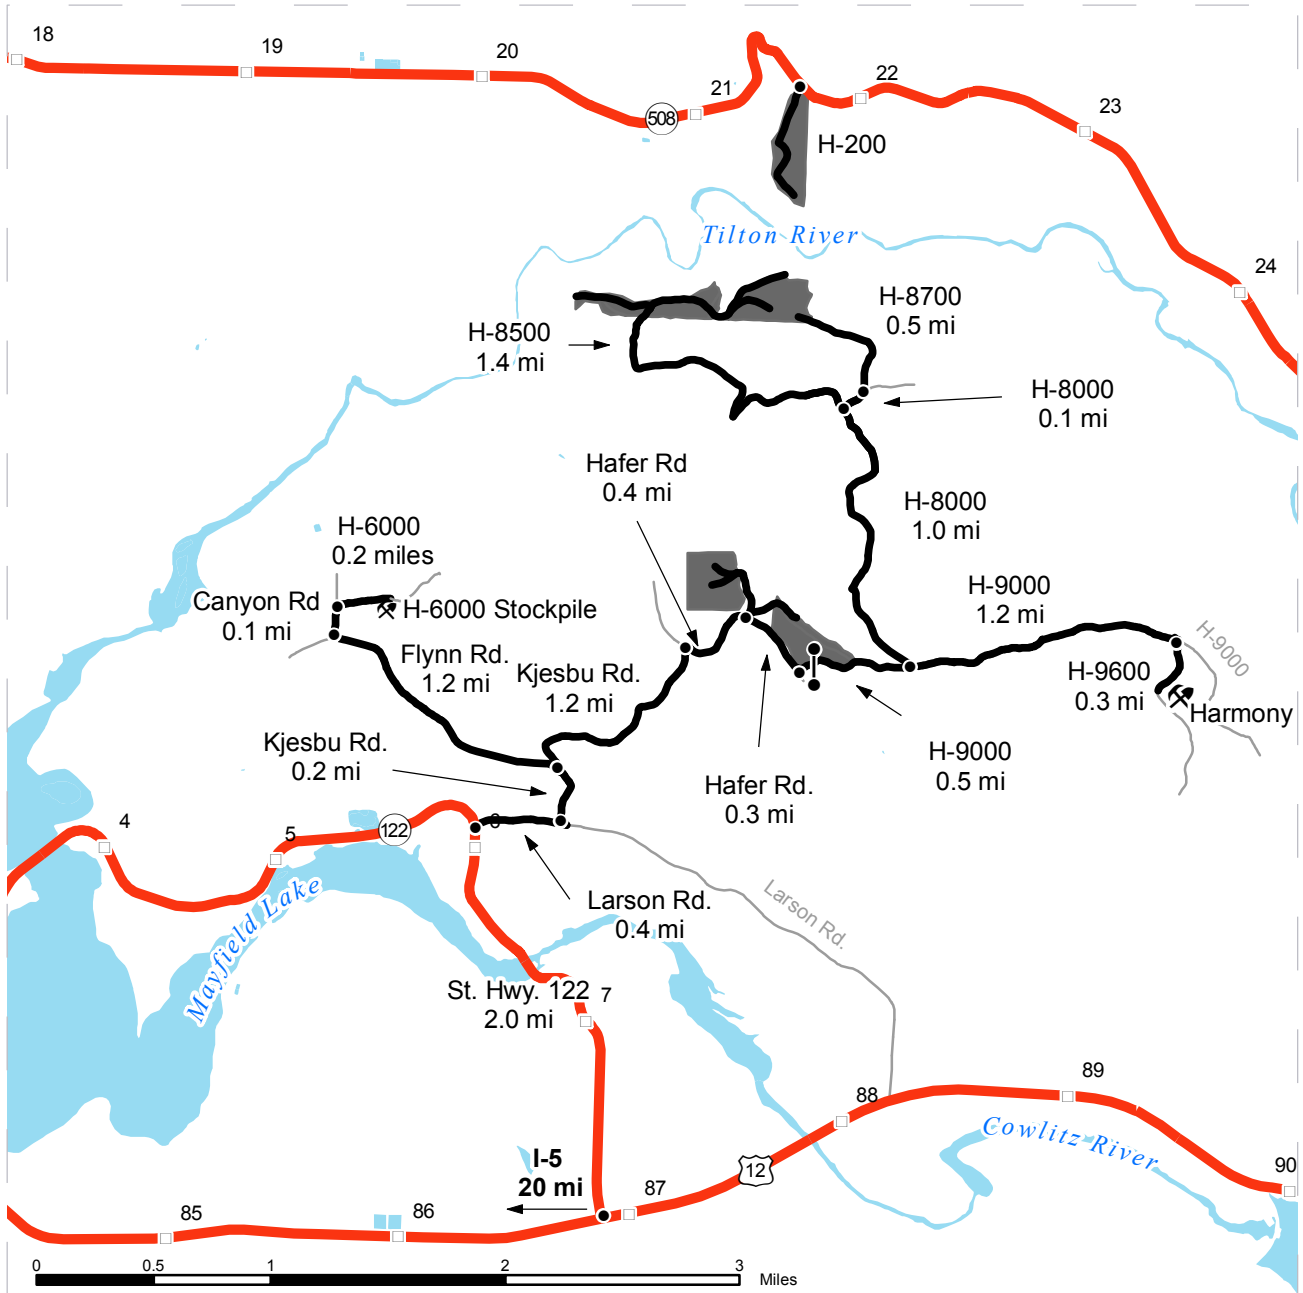 18
19
20
21
22
23
24
508
H-200
Tilton River
H-8700
0.5 mi
H-8500
1.4 mi
H-8000
0.1 mi
Hafer Rd
0.4 mi
H-8000
1.0 mi
H-6000
0.2 miles
Canyon Rd
0.1 mi
H-6000 Stockpile
H-9000
1.2 mi
H-9000
Flynn Rd.
1.2 mi
Kjesbu Rd.
1.2 mi
H-9600
0.3 mi
Harmony
Kjesbu Rd.
0.2 mi
Hafer Rd.
0.3 mi
H-9000
0.5 mi
4
5
122
6
Mayfield Lake
Larson Rd.
0.4 mi
Larson Rd.
St. Hwy. 122
2.0 mi
7
88
89
Cowlitz River
90
I-5
20 mi
12
85
86
87
0
0.5
1
2
3
Miles